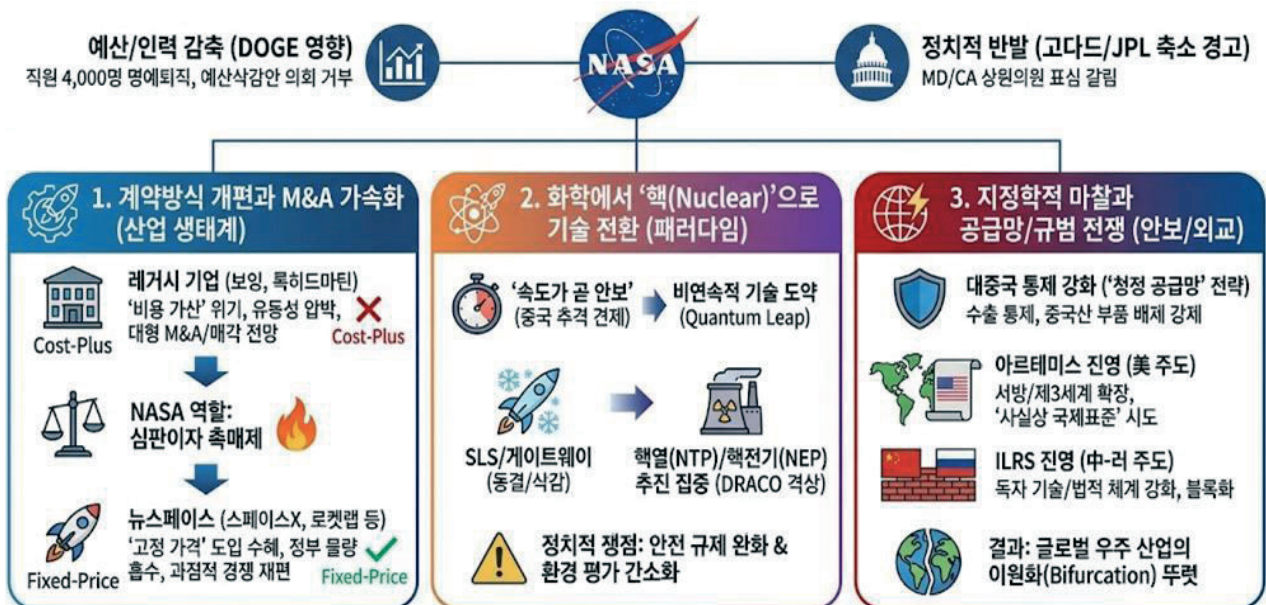 예산/인력 감축 (DOGE 영향)
직원 4,000명 명예퇴직, 예산삭감안 의회 거부
NASA
정치적 반발 (고다드/JPL 축소 경고)
MD/CA 상원의원 표심 갈림
1. 계약방식 개편과 M&A 가속화
(산업 생태계)
레거시 기업 (보잉, 록히드마틴)
‘비용 가산’ 위기, 유동성 압박,
대형 M&A/매각 전망
Cost-Plus
Cost-Plus
NASA 역할:
심판이자 촉매제
뉴스페이스 (스페이스X, 로켓랩 등)
‘고정 가격’ 도입 수혜, 정부 물량
흡수, 과점적 경쟁 재편
Fixed-Price
Fixed-Price
2. 화학에서 ‘핵(Nuclear)’으로
기술 전환 (패러다임)
‘속도가 곧 안보’
(중국 추격 견제)
비연속적 기술 도약
(Quantum Leap)
SLS/게이트웨이
(동결/삭감)
핵열(NTP)/핵전기(NEP)
추진 집중 (DRACO 격상)
정치적 쟁점: 안전 규제 완화 &
환경 평가 간소화
3. 지정학적 마찰과
공급망/규범 전쟁 (안보/외교)
대중국 통제 강화 (‘청정 공급망’ 전략)
수출 통제, 중국산 부품 배제 강제
아르테미스 진영 (美 주도)
서방/제3세계 확장,
‘사실상 국제표준’ 시도
ILRS 진영 (中-러 주도)
독자 기술/법적 체계 강화, 블록화
결과: 글로벌 우주 산업의
이원화(Bifurcation) 뚜렷